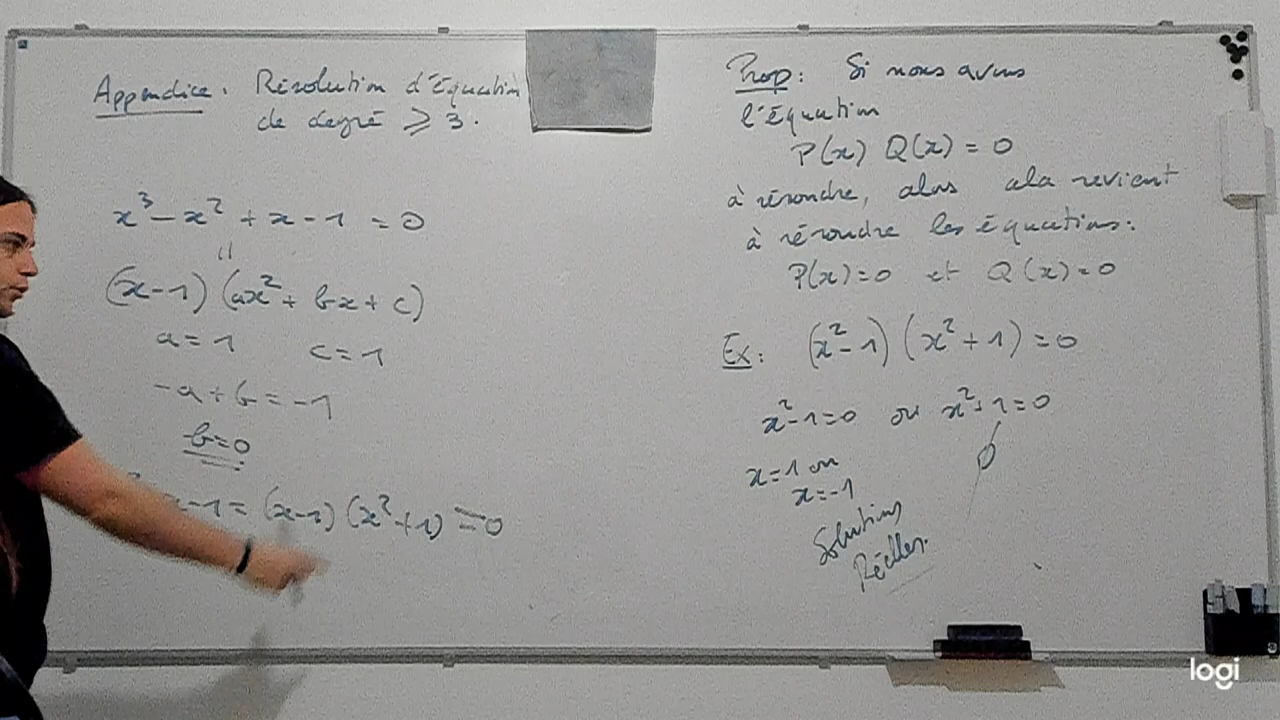 Appendice. Résolution d'Équation
de degré ⩾ 3.
x³ - x² + x - 1 = 0
॥
(x-1) (ax² + bx + c)
a = 1 c = 1
-a + b = -1
b = 0
x - 1 = (x-1) (x²+1) = 0
Prop: Si nous avons
l'équation
P(x) Q(x) = 0
à résoudre, alors cela revient
à résoudre les équations:
P(x)=0 et Q(x)=0
Ex: (x²-1) (x²+1) = 0
x²-1=0 ou x²+1=0
∅
x=1 ou
x=-1
Solutions
Réelles.
logi